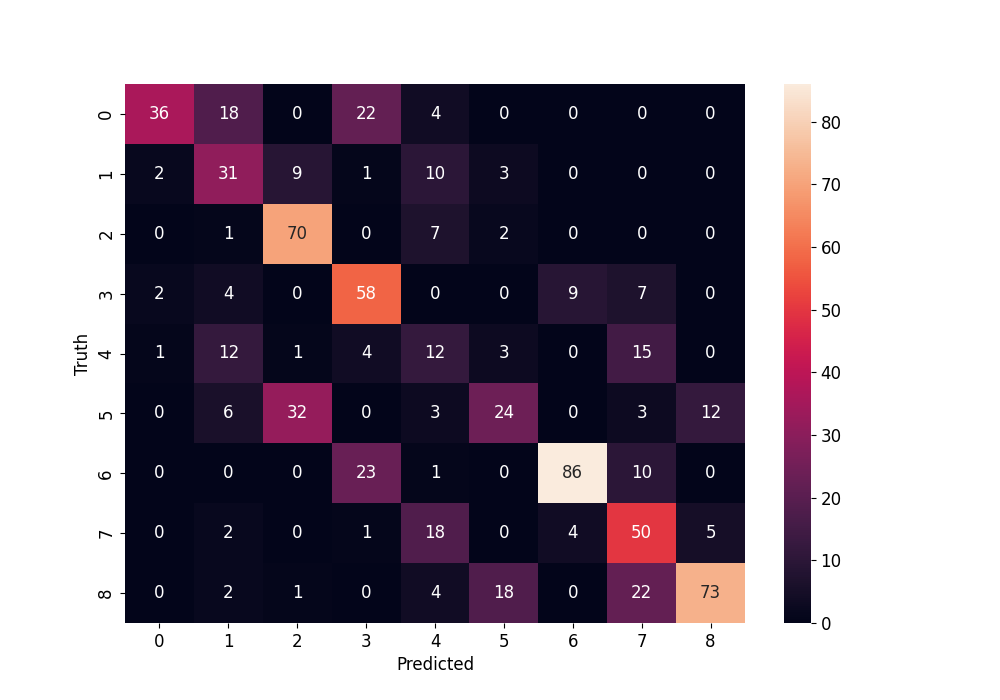 0 36 18 0 22 4 0 0 0 0
1 2 31 9 1 10 3 0 0 0
2 0 1 70 0 7 2 0 0 0
3 2 4 0 58 0 0 9 7 0
4 1 12 1 4 12 3 0 15 0
5 0 6 32 0 3 24 0 3 12
6 0 0 0 23 1 0 86 10 0
7 0 2 0 1 18 0 4 50 5
8 0 2 1 0 4 18 0 22 73
0 1 2 3 4 5 6 7 8
Truth
Predicted
80
70
60
50
40
30
20
10
0